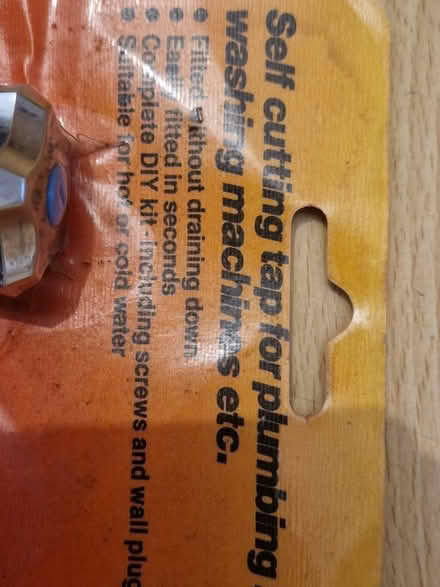 Self cutting tap for plumbing
washing machines etc.
• Fitted without draining down
• Easily fitted in seconds
• Complete DIY kit - including screws and wall plug
• Suitable for hot or cold water